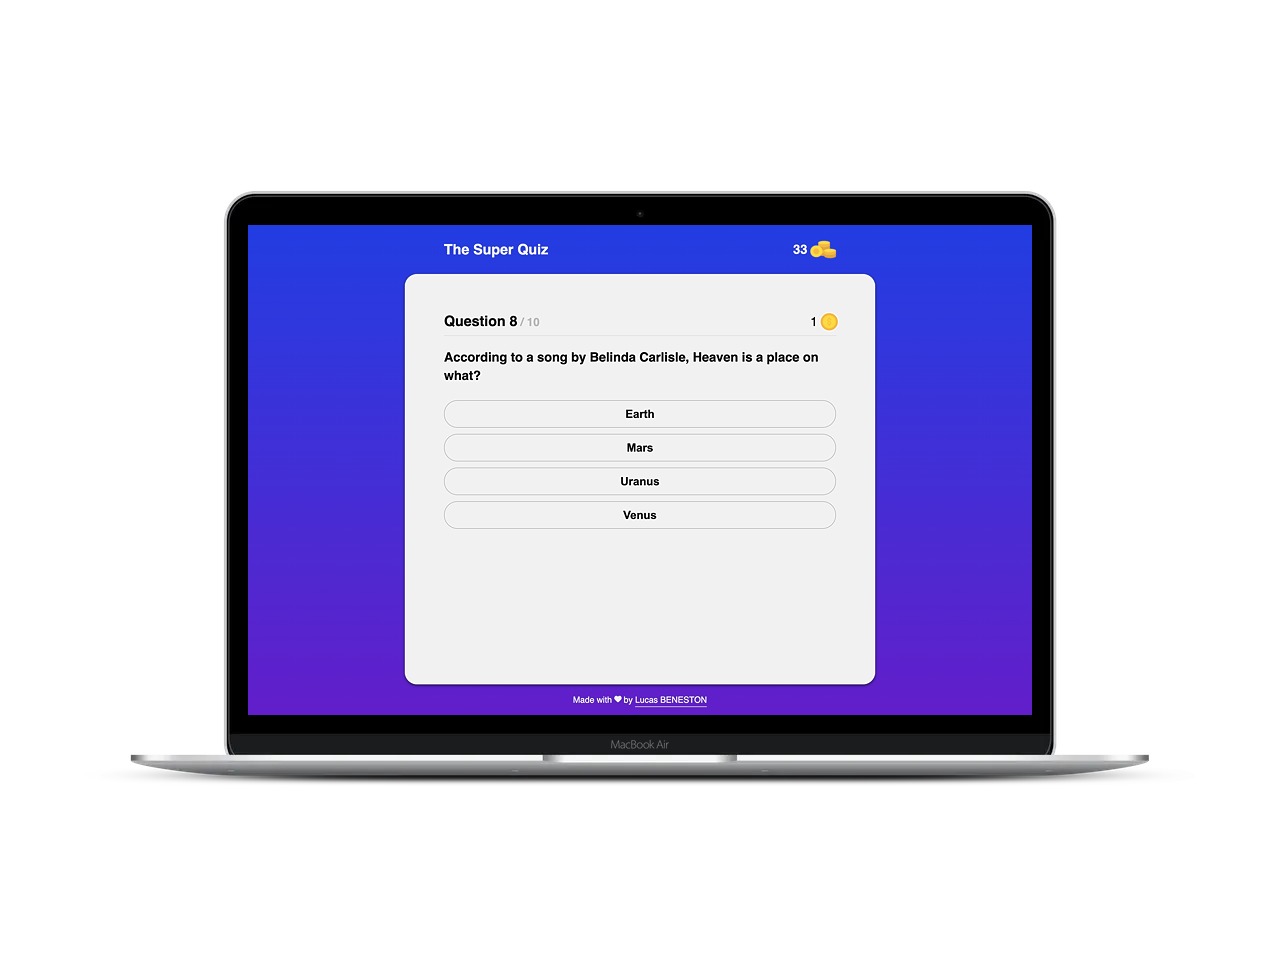 The Super Quiz
33
Question 8 / 10
1
According to a song by Belinda Carlisle, Heaven is a place on
what?
Earth
Mars
Uranus
Venus
Made with ❤ by Lucas BENESTON
MacBook Air